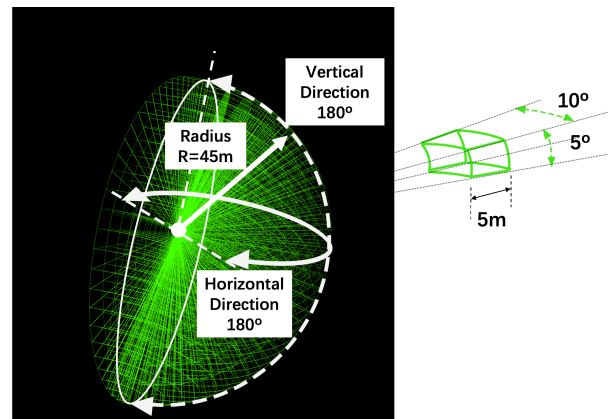 Vertical
Direction
180º
Radius
R=45m
Horizontal
Direction
180º
10º
5º
5m